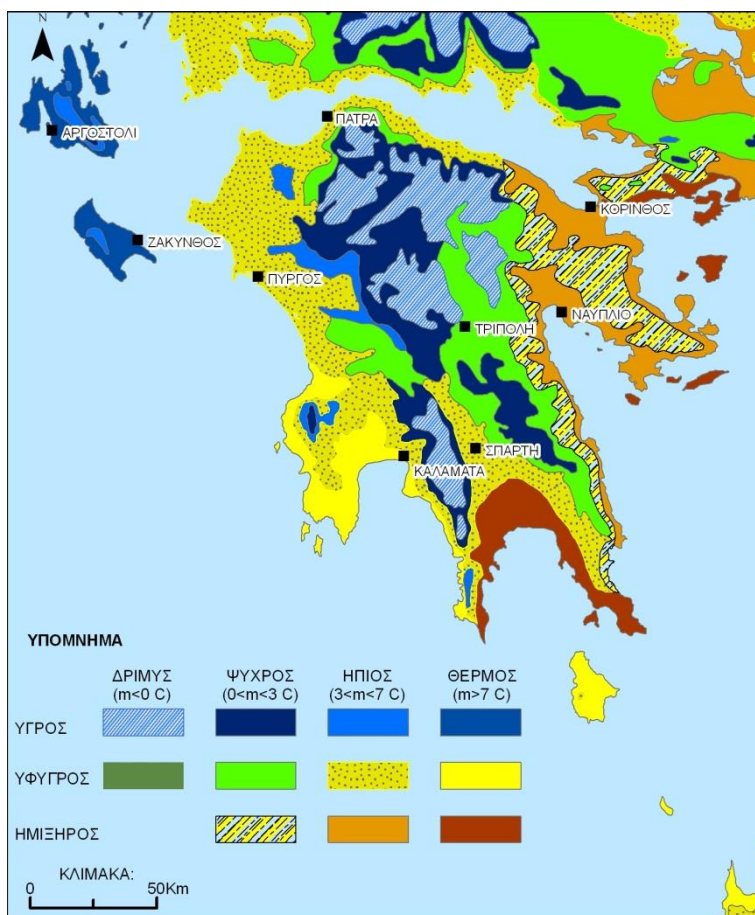 N
ΑΡΓΟΣΤΟΛΙ
ΠΑΤΡΑ
ΚΟΡΙΝΘΟΣ
ΖΑΚΥΝΘΟΣ
ΠΥΡΓΟΣ
ΝΑΥΠΛΙΟ
ΤΡΙΠΟΛΗ
ΣΠΑΡΤΗ
ΚΑΛΑΜΑΤΑ
ΥΠΟΜΝΗΜΑ
ΔΡΙΜΥΣ ΨΥΧΡΟΣ ΗΠΙΟΣ ΘΕΡΜΟΣ
(m<0 C) (0<m<3 C) (3<m<7 C) (m>7 C)
ΥΓΡΟΣ
ΥΦΥΓΡΟΣ
ΗΜΙΞΗΡΟΣ
ΚΛΙΜΑΚΑ:
0 50Km